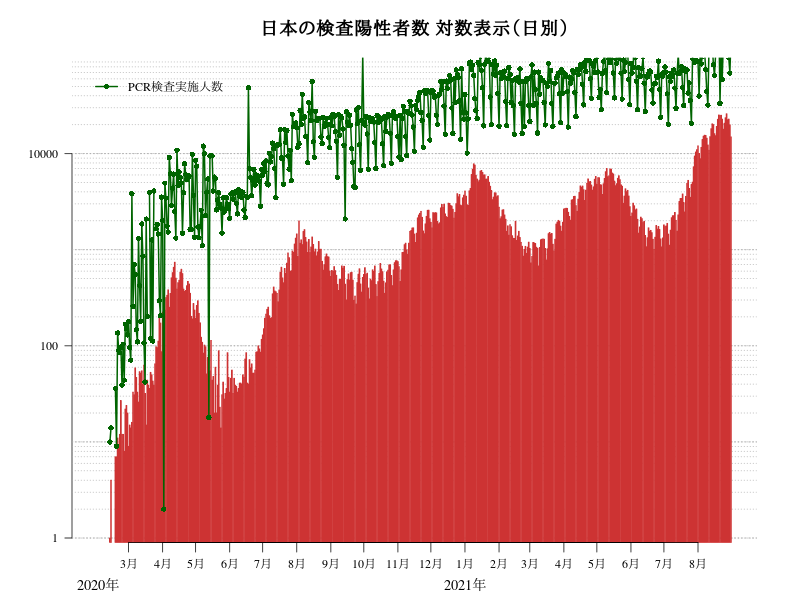 日本の検査陽性者数 対数表示（日別）
PCR検査実施人数
10000
100
1
3月 4月 5月 6月 7月 8月 9月 10月 11月 12月 1月 2月 3月 4月 5月 6月 7月 8月
2020年 2021年